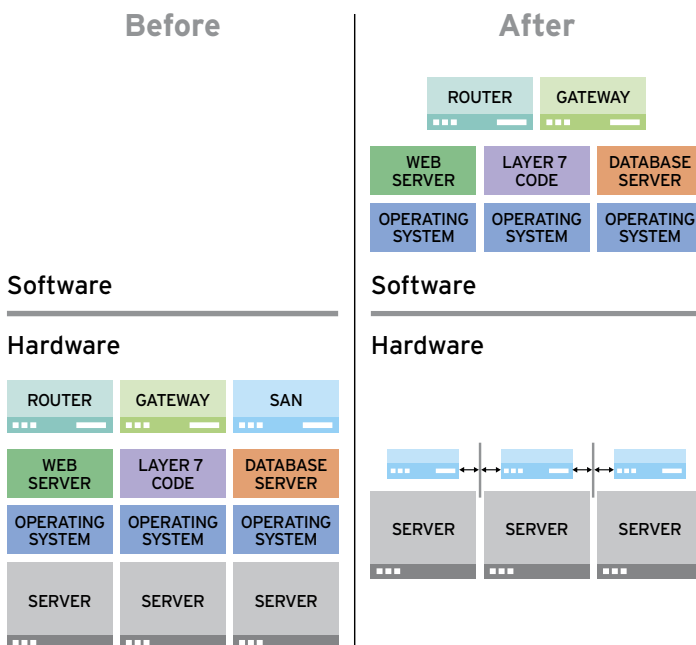 Before
Software
Hardware
ROUTER
GATEWAY
SAN
WEB
SERVER
LAYER 7
CODE
DATABASE
SERVER
OPERATING
SYSTEM
OPERATING
SYSTEM
OPERATING
SYSTEM
SERVER
SERVER
SERVER
After
ROUTER
GATEWAY
WEB
SERVER
LAYER 7
CODE
DATABASE
SERVER
OPERATING
SYSTEM
OPERATING
SYSTEM
OPERATING
SYSTEM
Software
Hardware
SERVER
SERVER
SERVER